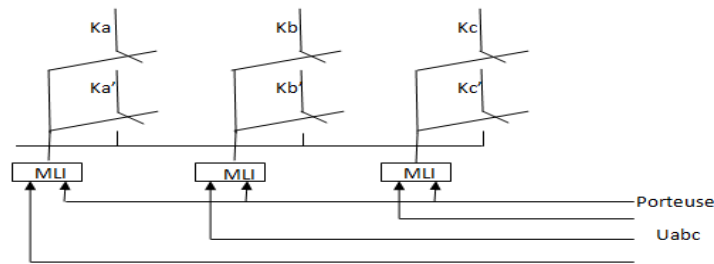 Ka Kb Kc
Ka' Kb' Kc'
MLI MLI MLI
Porteuse
Uabc